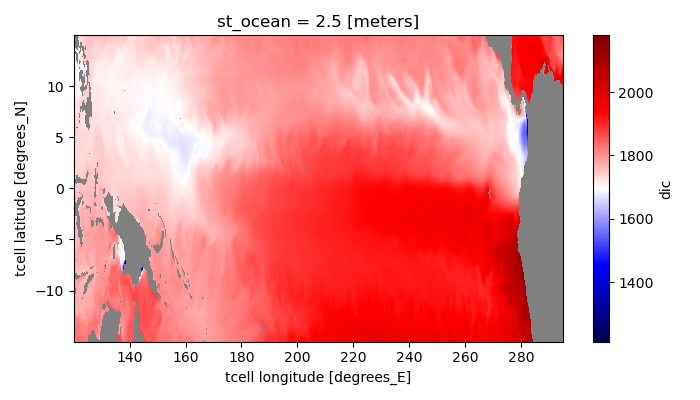 st_ocean = 2.5 [meters]
10
5
0
−5
−10
tcell latitude [degrees_N]
140 160 180 200 220 240 260 280
tcell longitude [degrees_E]
2000
1800
1600
1400
dic